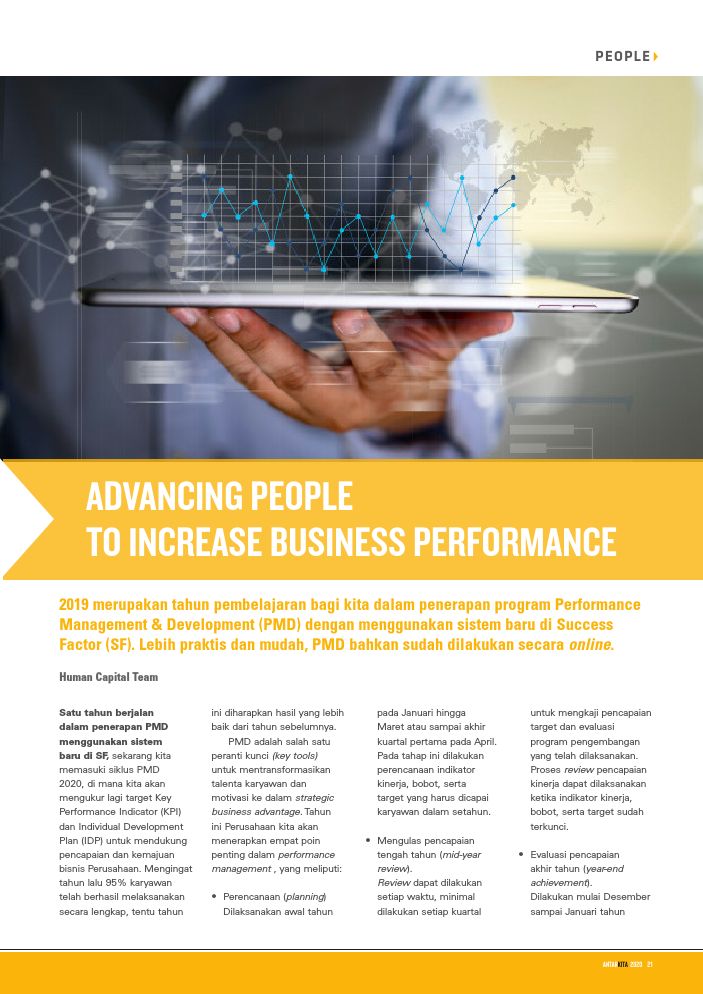 PEOPLE
ADVANCING PEOPLE
TO INCREASE BUSINESS PERFORMANCE
2019 merupakan tahun pembelajaran bagi kita dalam penerapan program Performance
Management & Development (PMD) dengan menggunakan sistem baru di Success
Factor (SF). Lebih praktis dan mudah, PMD bahkan sudah dilakukan secara online.
Human Capital Team
Satu tahun berjalan
dalam penerapan PMD
menggunakan sistem
baru di SF, sekarang kita
memasuki siklus PMD
2020, di mana kita akan
mengukur lagi target Key
Performance Indicator (KPI)
dan Individual Development
Plan (IDP) untuk mendukung
pencapaian dan kemajuan
bisnis Perusahaan. Mengingat
tahun lalu 95% karyawan
telah berhasil melaksanakan
secara lengkap, tentu tahun
ini diharapkan hasil yang lebih
baik dari tahun sebelumnya.
PMD adalah salah satu
peranti kunci (key tools)
untuk mentransformasikan
talenta karyawan dan
motivasi ke dalam strategic
business advantage. Tahun
ini Perusahaan kita akan
menerapkan empat poin
penting dalam performance
management , yang meliputi:
• Perencanaan (planning)
Dilaksanakan awal tahun
pada Januari hingga
Maret atau sampai akhir
kuartal pertama pada April.
Pada tahap ini dilakukan
perencanaan indikator
kinerja, bobot, serta
target yang harus dicapai
karyawan dalam setahun.
• Mengulas pencapaian
tengah tahun (mid-year
review).
Review dapat dilakukan
setiap waktu, minimal
dilakukan setiap kuartal
untuk mengkaji pencapaian
target dan evaluasi
program pengembangan
yang telah dilaksanakan.
Proses review pencapaian
kinerja dapat dilaksanakan
ketika indikator kinerja,
bobot, serta target sudah
terkunci.
• Evaluasi pencapaian
akhir tahun (year-end
achievement).
Dilakukan mulai Desember
sampai Januari tahun
ANTAMKITA 2020 21